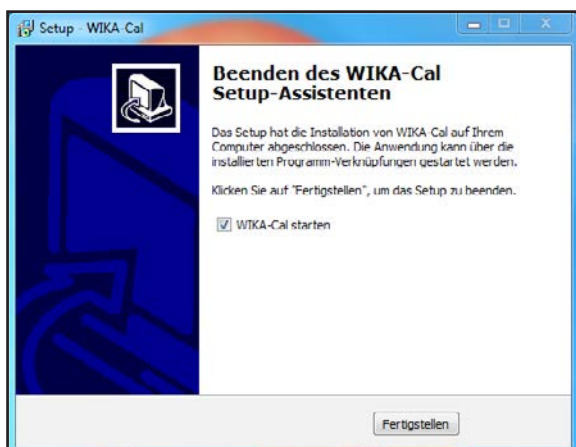 Setup - WIKA-Cal
Beenden des WIKA-Cal
Setup-Assistenten
Das Setup hat die Installation von WIKA-Cal auf Ihrem
Computer abgeschlossen. Die Anwendung kann über die
installierten Programm-Verknüpfungen gestartet werden.
Klicken Sie auf "Fertigstellen", um das Setup zu beenden.
WIKA-Cal starten
Fertigstellen